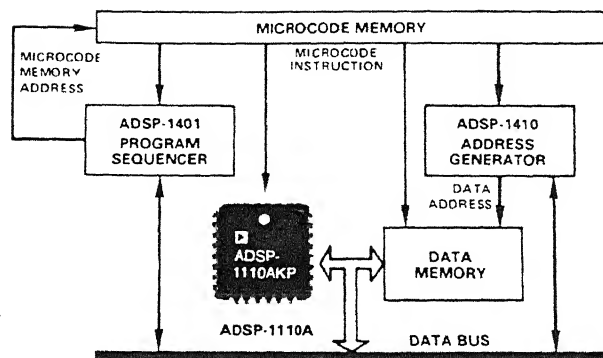 MICROCODE MEMORY
MICROCODE
MEMORY
ADDRESS
MICROCODE
INSTRUCTION
ADSP-1401
PROGRAM
SEQUENCER
ADSP-1410
ADDRESS
GENERATOR
DATA
ADDRESS
ADSP-
1110AKP
DATA
MEMORY
ADSP-1110A
DATA BUS